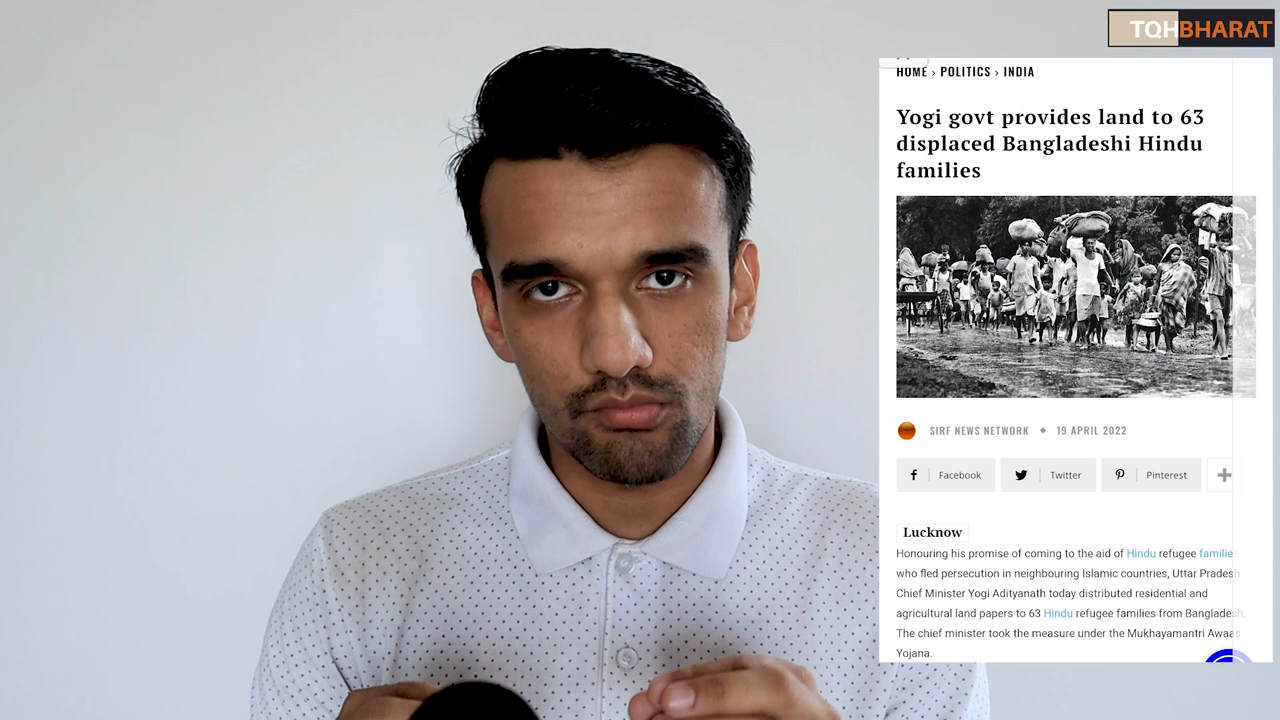 TQHBHARAT
HOME › POLITICS › INDIA
Yogi govt provides land to 63
displaced Bangladeshi Hindu
families
SIRF NEWS NETWORK ◆ 19 APRIL 2022
Facebook
Twitter
Pinterest
Lucknow
Honouring his promise of coming to the aid of Hindu refugee families
who fled persecution in neighbouring Islamic countries, Uttar Pradesh
Chief Minister Yogi Adityanath today distributed residential and
agricultural land papers to 63 Hindu refugee families from Bangladesh.
The chief minister took the measure under the Mukhayamantri Awaas
Yojana.